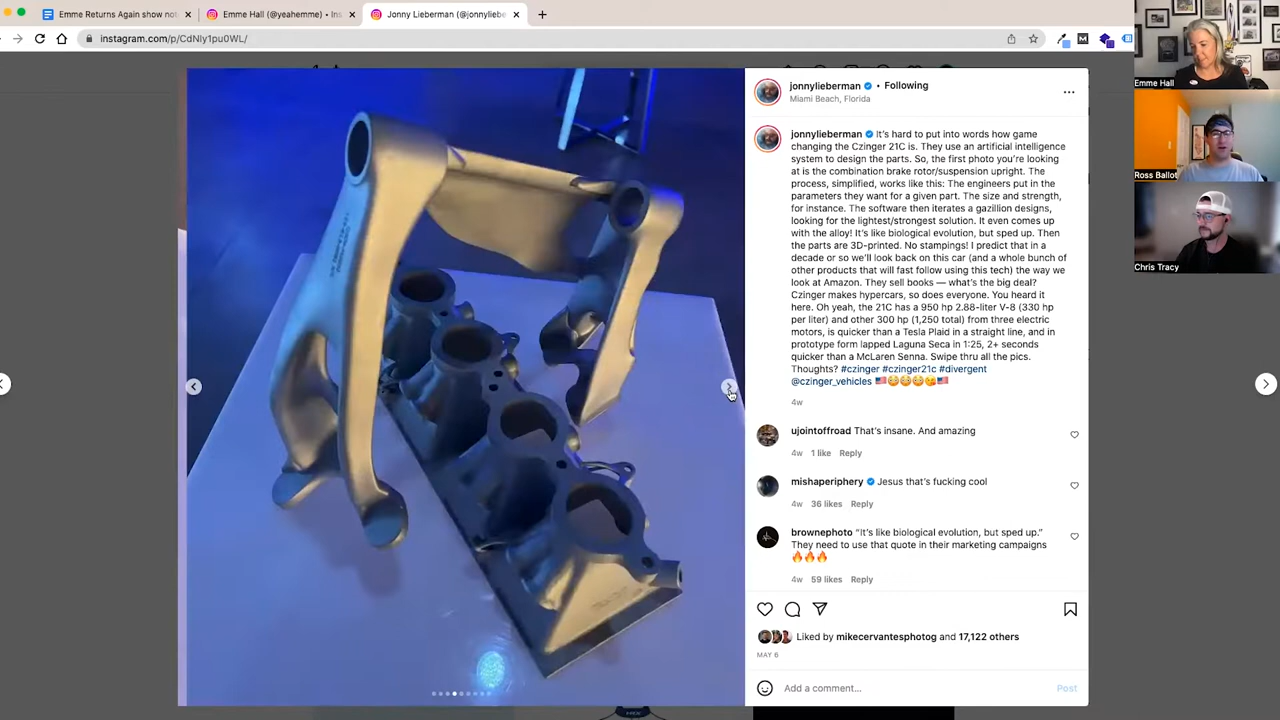 Emme Returns Again show not
Emme Hall (@yeahemme) • Ins
Jonny Lieberman (@jonnyliebe
instagram.com/p/CdNly1pu0WL/
Emme Hall
Ross Ballot
Chris Tracy
jonnylieberman • Following
Miami Beach, Florida
jonnylieberman It's hard to put into words how game
changing the Czinger 21C is. They use an artificial intelligence
system to design the parts. So, the first photo you're looking
at is the combination brake rotor/suspension upright. The
process, simplified, works like this: The engineers put in the
parameters they want for a given part. The size and strength,
for instance. The software then iterates a gazillion designs,
looking for the lightest/strongest solution. It even comes up
with the alloy! It's like biological evolution, but sped up. Then
the parts are 3D-printed. No stampings! I predict that in a
decade or so we'll look back on this car (and a whole bunch of
other products that will fast follow using this tech) the way we
look at Amazon. They sell books — what's the big deal?
Czinger makes hypercars, so does everyone. You heard it
here. Oh yeah, the 21C has a 950 hp 2.88-liter V-8 (330 hp
per liter) and other 300 hp (1,250 total) from three electric
motors, is quicker than a Tesla Plaid in a straight line, and in
prototype form lapped Laguna Seca in 1:25, 2+ seconds
quicker than a McLaren Senna. Swipe thru all the pics.
Thoughts? #czinger #czinger21c #divergent
@czinger_vehicles 🇺🇸😳😳😳😘🇺🇸
4w
ujointoffroad That's insane. And amazing
4w 1 like Reply
mishaperiphery Jesus that's fucking cool
4w 36 likes Reply
brownephoto "It's like biological evolution, but sped up."
They need to use that quote in their marketing campaigns
🔥🔥🔥
4w 59 likes Reply
Liked by mikecervantesphotog and 17,122 others
MAY 6
Add a comment...
Post